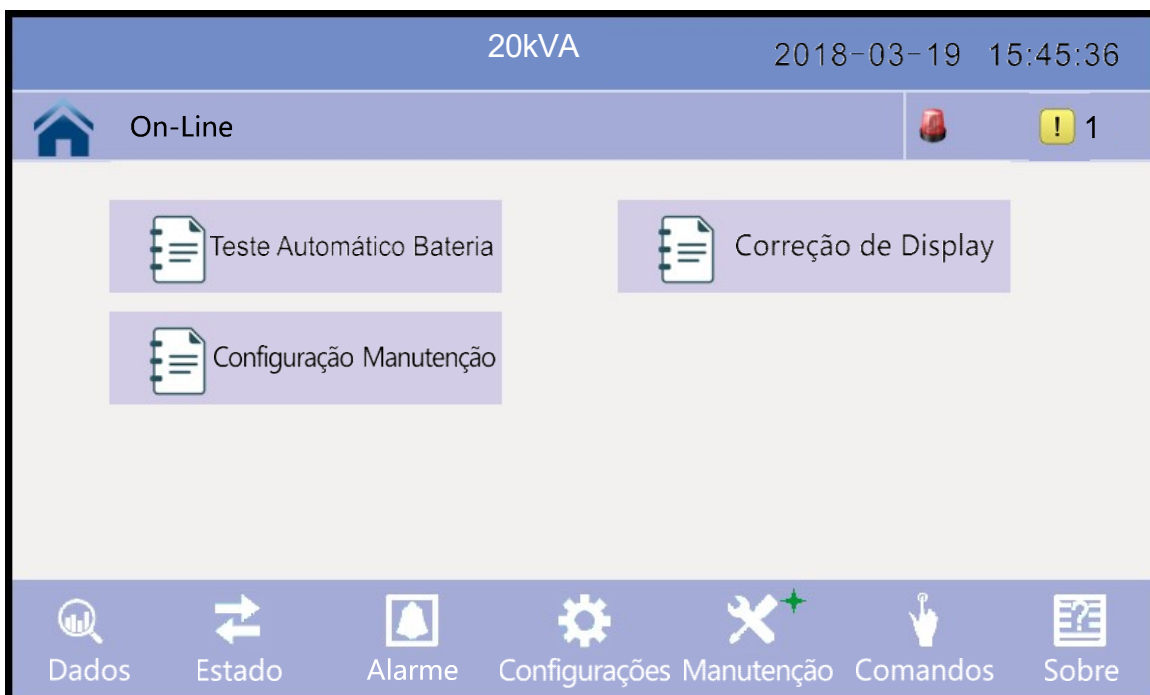 20kVA 2018-03-19 15:45:36
On-Line ! 1
Teste Automático Bateria Correção de Display
Configuração Manutenção
Dados Estado Alarme Configurações Manutenção Comandos Sobre